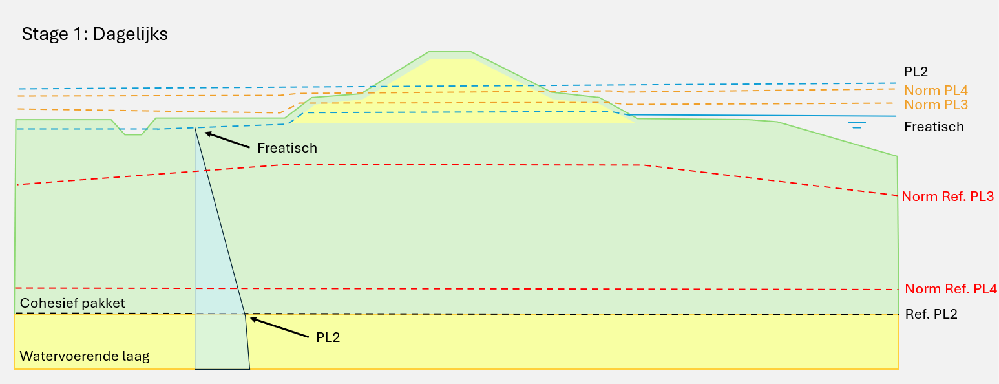 Stage 1: Dagelijks
PL2
Norm PL4
Norm PL3
Freatisch
Freatisch
Norm Ref. PL3
Norm Ref. PL4
Cohesief pakket
Ref. PL2
PL2
Watervoerende laag